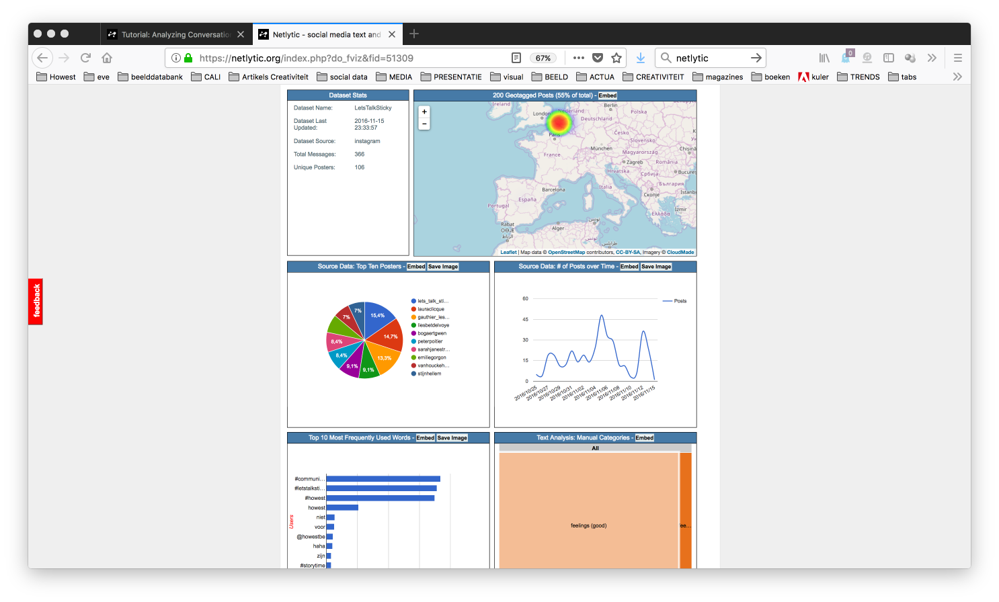 Tutorial: Analyzing Conversatio
Netlytic - social media text and
https://netlytic.org/index.php?do_fviz&fid=51309
67%
netlytic
0
Howest
eve
beelddatabank
CALI
Artikels Creativiteit
social data
MEDIA
PRESENTATIE
visual
BEELD
ACTUA
CREATIVITEIT
magazines
boeken
kuler
TRENDS
tabs
feedback
Dataset Stats
Dataset Name: LetsTalkSticky
Dataset Last Updated: 2016-11-15 23:33:57
Dataset Source: instagram
Total Messages: 366
Unique Posters: 106
200 Geotagged Posts (55% of total) - Embed
+
−
Ireland
London
Nederland
Berlin
Polska
Deutschland
Paris
Česko
Slovensko
München
Magyarország
France
Zagreb
România
Hrvatska
Србија
Italia
България
Barcelona
Скопје
España
Portugal
Ελλάδα
İzmir
Rabat
الرباط
Alger
تونس
طرابلس
Leaflet | Map data © OpenStreetMap contributors, CC-BY-SA, Imagery © CloudMade
Source Data: Top Ten Posters - Embed Save Image
15,4%
14,7%
13,3%
9,1%
9,1%
8,4%
8,4%
7%
7%
lets_talk_sti...
lauraclicque
gauthier_les...
liesbetdelvoye
bogaertgwen
peterpoitier
sarahjanestr...
emiliegorgon
vanhouckeh...
stijnhellem
Source Data: # of Posts over Time - Embed Save Image
Posts
60
45
30
15
0
2016/10/25
2016/10/27
2016/10/29
2016/10/31
2016/11/02
2016/11/04
2016/11/06
2016/11/08
2016/11/10
2016/11/12
2016/11/15
Top 10 Most Frequently Used Words - Embed Save Image
Users
#communi...
#letstalksti...
#howest
howest
niet
voor
@howestbe
haha
zijn
#storytime
Text Analysis: Manual Categories - Embed
All
feelings (good)
fee...